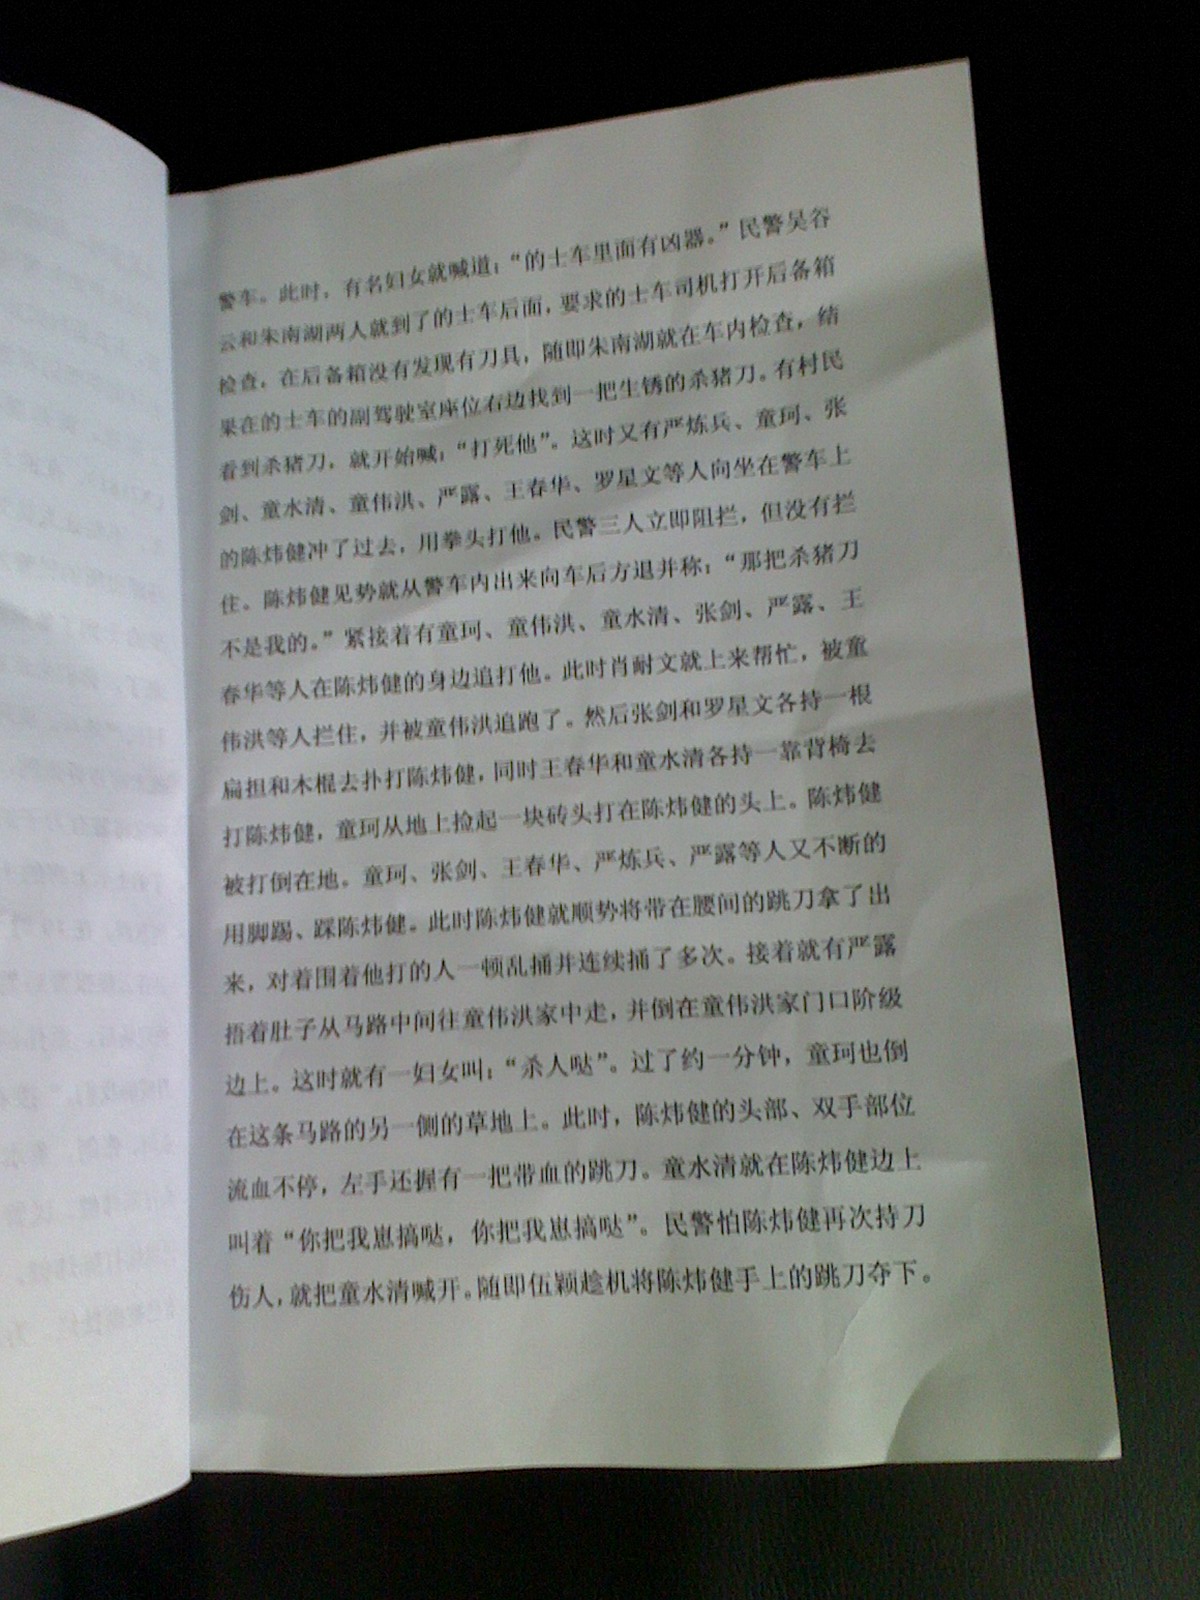 警车。此时，有名妇女就喊道：“的士车里面有凶器。”民警吴谷
云和朱南湖两人就到了的士车后面，要求的士车司机打开后备箱
检查，在后备箱没有发现有刀具，随即朱南湖就在车内检查，结
果在的士车的副驾驶室座位右边找到一把生锈的杀猪刀。有村民
看到杀猪刀，就开始喊：“打死他”。这时又有严炼兵、童珂、张
剑、童水清、童伟洪、严露、王春华、罗星文等人向坐在警车上
的陈炜健冲了过去，用拳头打他。民警三人立即阻拦，但没有拦
住。陈炜健见势就从警车内出来向车后方退并称：“那把杀猪刀
不是我的。”紧接着有童珂、童伟洪、童水清、张剑、严露、王
春华等人在陈炜健的身边追打他。此时肖耐文就上来帮忙，被童
伟洪等人拦住，并被童伟洪追跑了。然后张剑和罗星文各持一根
扁担和木棍去扑打陈炜健，同时王春华和童水清各持一靠背椅去
打陈炜健，童珂从地上捡起一块砖头打在陈炜健的头上。陈炜健
被打倒在地。童珂、张剑、王春华、严炼兵、严露等人又不断的
用脚踢、踩陈炜健。此时陈炜健就顺势将带在腰间的跳刀拿了出
来，对着围着他打的人一顿乱捅并连续捅了多次。接着就有严露
捂着肚子从马路中间往童伟洪家中走，并倒在童伟洪家门口阶级
边上。这时就有一妇女叫：“杀人哒”。过了约一分钟，童珂也倒
在这条马路的另一侧的草地上。此时，陈炜健的头部、双手部位
流血不停，左手还握有一把带血的跳刀。童水清就在陈炜健边上
叫着“你把我崽搞哒，你把我崽搞哒”。民警怕陈炜健再次持刀
伤人，就把童水清喊开。随即伍颖趁机将陈炜健手上的跳刀夺下。